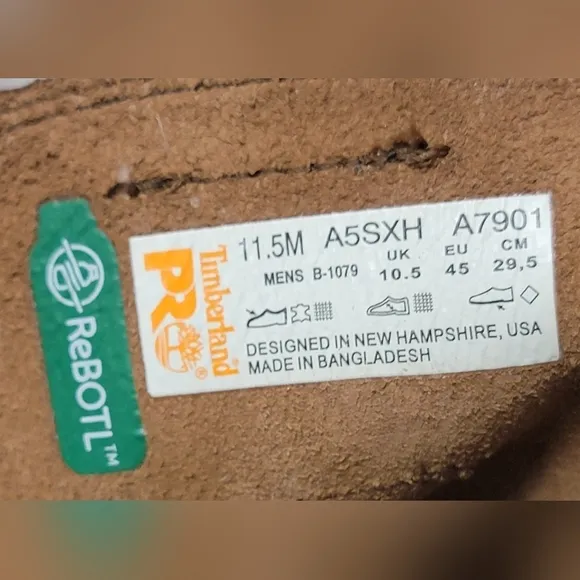 ReBOTL™
Timberland
PRO®
11.5M A5SXH A7901
MENS B-1079
UK EU CM
10.5 45 29,5
DESIGNED IN NEW HAMPSHIRE, USA
MADE IN BANGLADESH